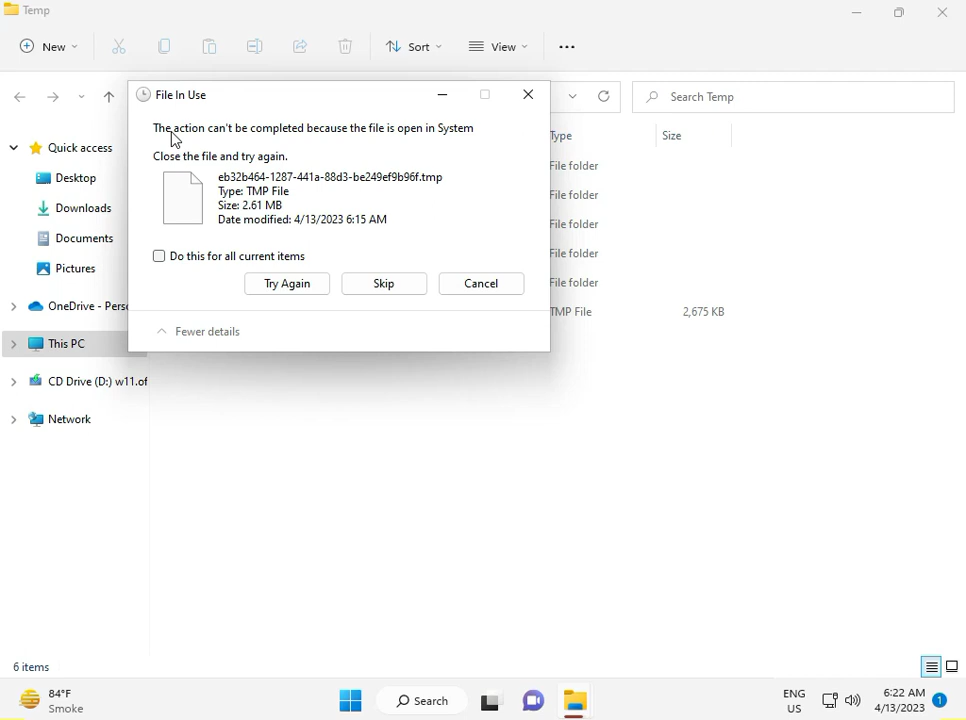 Temp
New
Sort
View
File In Use
Search Temp
The action can't be completed because the file is open in System
Type
Size
Close the file and try again.
Quick access
File folder
eb32b464-1287-441a-88d3-be249ef9b96f.tmp
Desktop
Type: TMP File
File folder
Size: 2.61 MB
Downloads
Date modified: 4/13/2023 6:15 AM
File folder
Documents
Do this for all current items
File folder
Pictures
Try Again
Skip
Cancel
File folder
OneDrive - Perso
TMP File
2,675 KB
Fewer details
This PC
CD Drive (D:) w11.of
Network
6 items
84°F
Smoke
Search
ENG
US
6:22 AM
4/13/2023
1